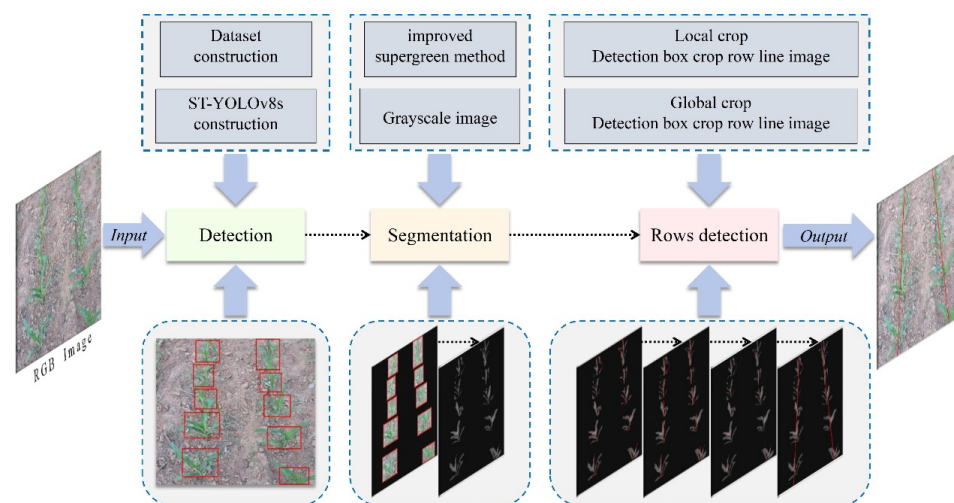 Dataset
construction
ST-YOLOv8s
construction
improved
supergreen method
Grayscale image
Local crop
Detection box crop row line image
Global crop
Detection box crop row line image
Input
Detection
Segmentation
Rows detection
Output
RGB Image